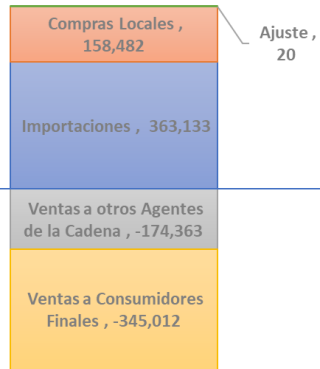 Compras Locales ,
158,482
Ajuste ,
20
Importaciones ,  363,133
Ventas a otros Agentes
de la Cadena , -174,363
Ventas a Consumidores
Finales , -345,012